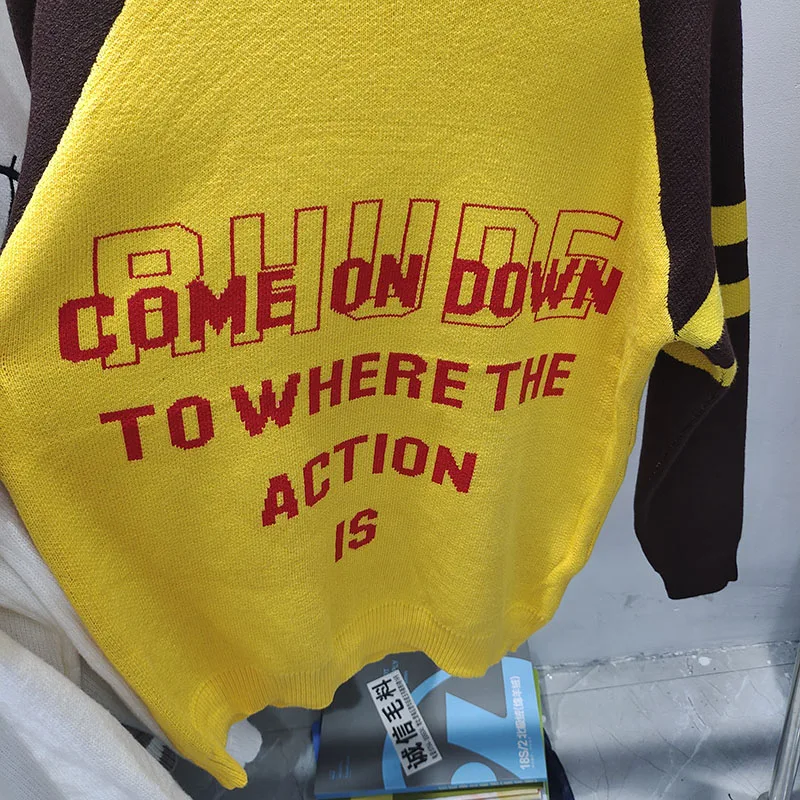 RHUDE
COME ON DOWN
TO WHERE THE
ACTION
IS
诚信毛料